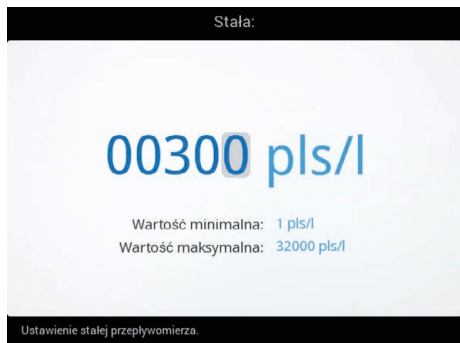 Stała:
00300 pls/l
Wartość minimalna: 1 pls/l
Wartość maksymalna: 32000 pls/l
Ustawienie stałej przepływomierza.